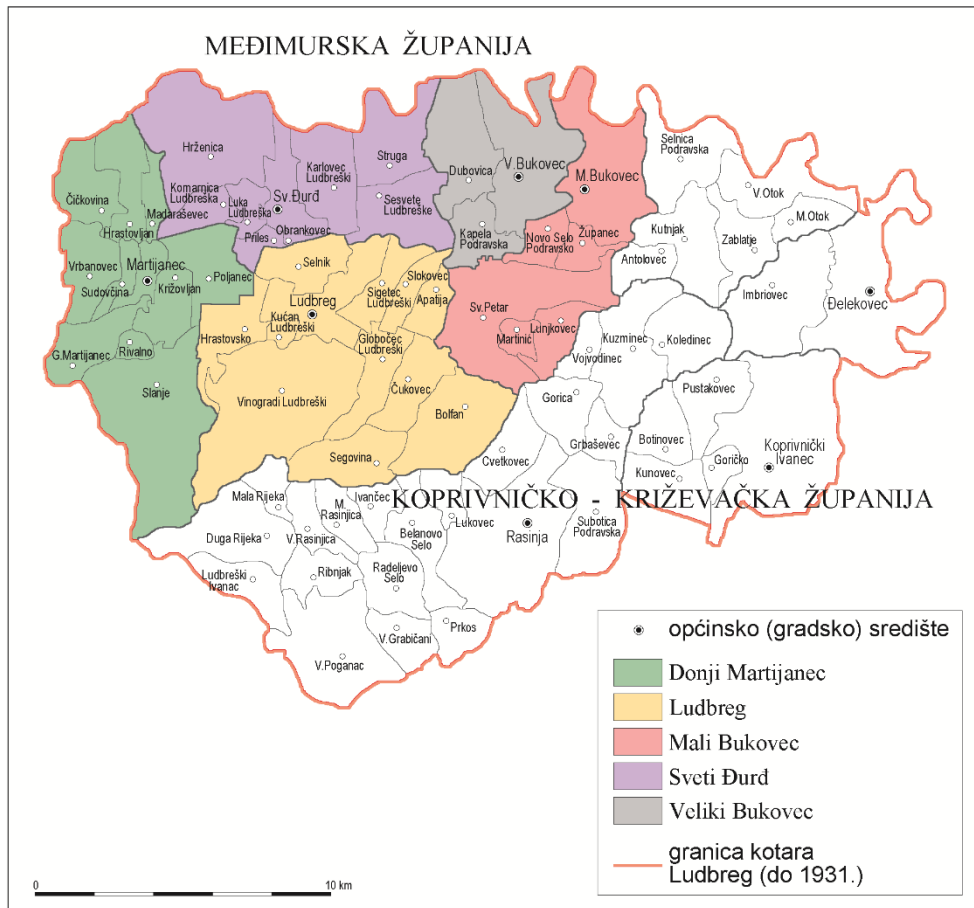 MEĐIMURSKA ŽUPANIJA
Hrženica
Komarnica
Ludbreška
Luka
Ludbreška
Sv.Đurđ
Karlovec
Ludbreški
Struga
Sesvete
Ludbreške
Priles
Obrankovec
Čičkovina
Hrastovljan
Madaraševec
Vrbanovec
Sudovčina
Martijanec
Križovljan
Poljanec
G.Martijanec
Rivalno
Slanje
Selnik
Ludbreg
Kućan
Ludbreški
Hrastovsko
Sigetec
Ludbreški
Slokovec
Apatija
Globočec
Ludbreški
Vinogradi Ludbreški
Čukovec
Bolfan
Segovina
Dubovica
V.Bukovec
Kapela
Podravska
M.Bukovec
Novo Selo
Podravsko
Županec
Sv.Petar
Martinić
Lunjkovec
Selnica
Podravska
V.Otok
M.Otok
Kutnjak
Zablatje
Antolovec
Imbriovec
Đelekovec
Kuzminec
Koledinec
Vojvodinec
Gorica
Pustakovec
Grbaševec
Botinovec
Kunovec
Goričko
Koprivnički
Ivanec
Cvetkovec
KOPRIVNIČKO - KRIŽEVAČKA ŽUPANIJA
Mala Rijeka
M.
Rasinjica
Ivančec
Lukovec
Belanovo
Selo
Rasinja
Subotica
Podravska
Duga Rijeka
V.Rasinjica
Ludbreški
Ivanac
Ribnjak
Radeljevo
Selo
V.Grabičani
Prkos
V.Poganac
općinsko (gradsko) središte
Donji Martijanec
Ludbreg
Mali Bukovec
Sveti Đurđ
Veliki Bukovec
granica kotara
Ludbreg (do 1931.)
0 10 km